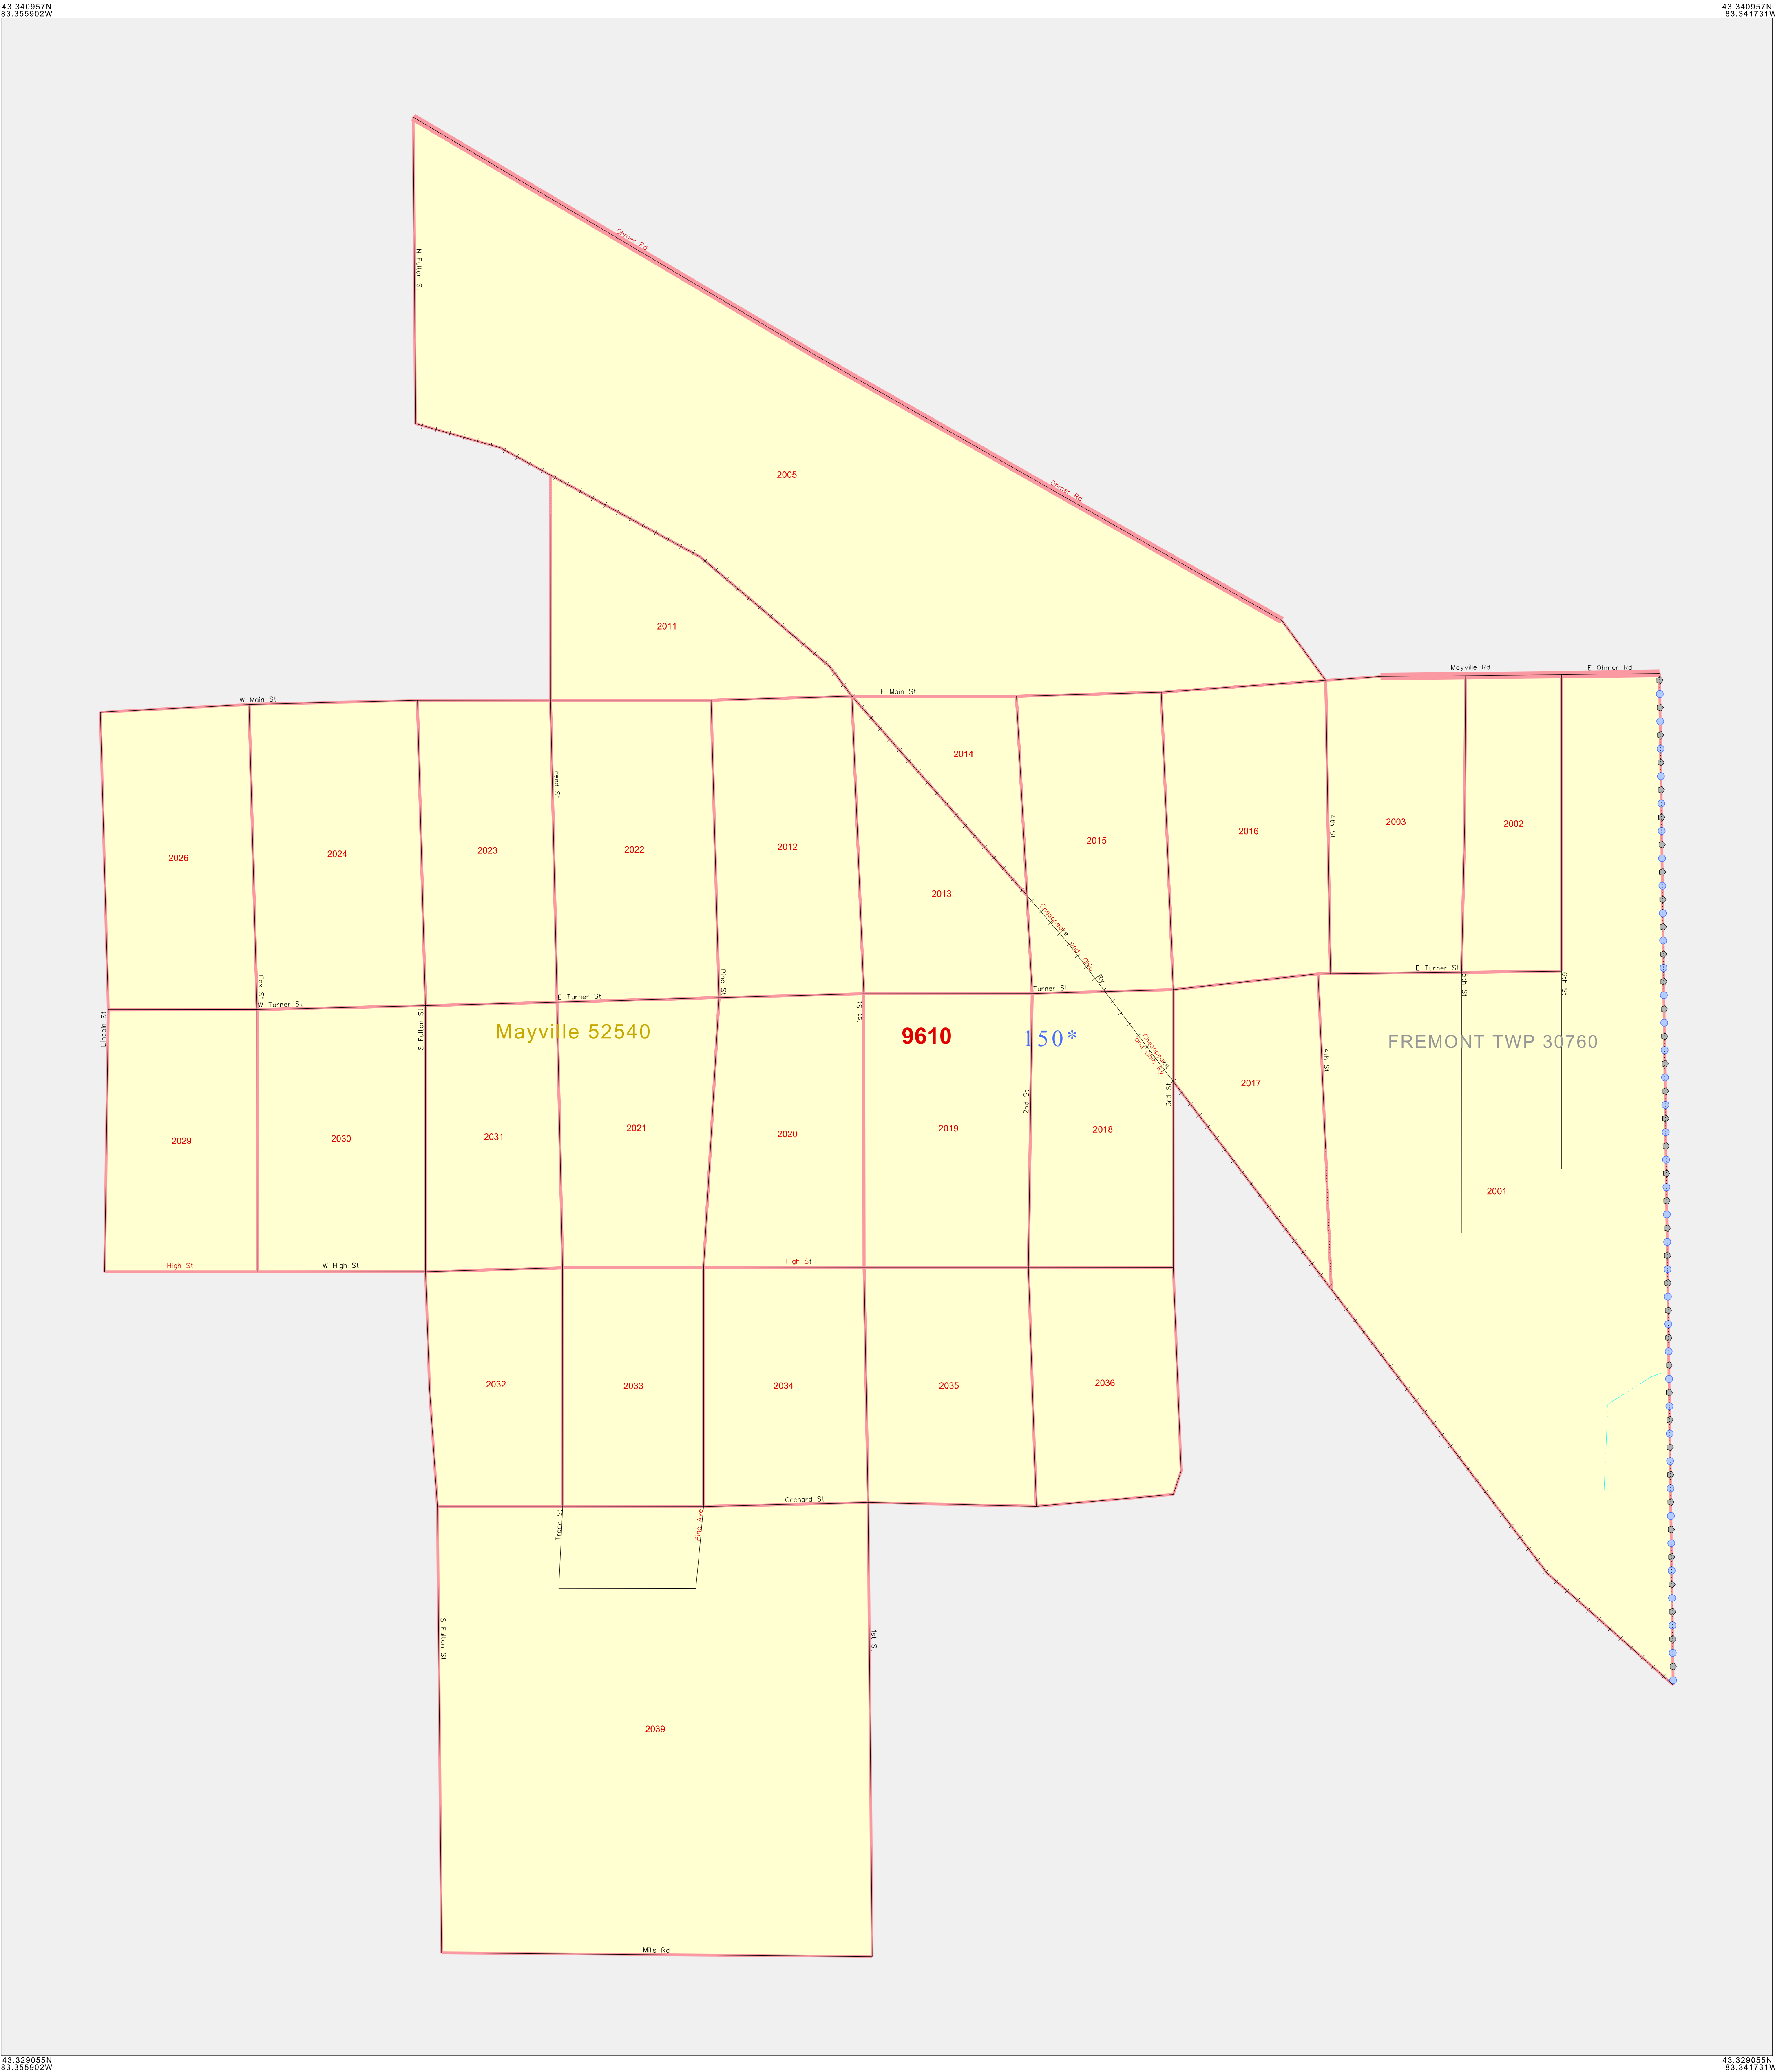 43.340957N
83.355902W
43.340957N
83.341731W
Ohmer Rd
N Fulton St
2005
Ohmer Rd
2011
Mayville Rd
E Ohmer Rd
W Main St
E Main St
2014
Trend St
4th St
2003
2002
2016
2015
2012
2022
2023
2024
2026
2013
Chesapeake and Ohio Ry
Fox St
Pine St
E Turner St
5th St
6th St
W Turner St
E Turner St
Turner St
Lincoln St
S Fulton St
1st St
Mayville 52540
9610
150*
FREMONT TWP 30760
Chesapeake
and Ohio Ry
4th St
2017
3rd St
2nd St
2029
2030
2031
2021
2020
2019
2018
2001
High St
W High St
High St
2032
2033
2034
2035
2036
Orchard St
Trend St
Pine Ave
S Fulton St
1st St
2039
Mills Rd
43.329055N
83.355902W
43.329055N
83.341731W